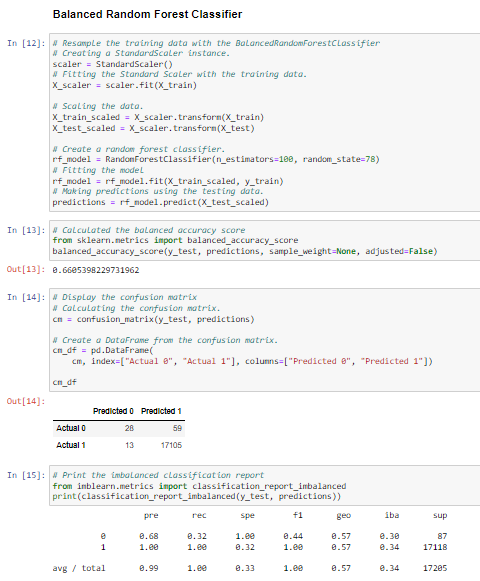 Balanced Random Forest Classifier
In [12]: # Resample the training data with the BalancedRandomForestClassifier
# Creating a StandardScaler instance.
scaler = StandardScaler()
# Fitting the Standard Scaler with the training data.
X_scaler = scaler.fit(X_train)

# Scaling the data.
X_train_scaled = X_scaler.transform(X_train)
X_test_scaled = X_scaler.transform(X_test)

# Create a random forest classifier.
rf_model = RandomForestClassifier(n_estimators=100, random_state=78)
# Fitting the model
rf_model = rf_model.fit(X_train_scaled, y_train)
# Making predictions using the testing data.
predictions = rf_model.predict(X_test_scaled)
In [13]: # Calculated the balanced accuracy score
from sklearn.metrics import balanced_accuracy_score
balanced_accuracy_score(y_test, predictions, sample_weight=None, adjusted=False)
Out[13]: 0.6605398229731962
In [14]: # Display the confusion matrix
# Calculating the confusion matrix.
cm = confusion_matrix(y_test, predictions)

# Create a DataFrame from the confusion matrix.
cm_df = pd.DataFrame(
cm, index=["Actual 0", "Actual 1"], columns=["Predicted 0", "Predicted 1"])

cm_df
Out[14]:
Predicted 0 Predicted 1
Actual 0 28 59
Actual 1 13 17105
In [15]: # Print the imbalanced classification report
from imblearn.metrics import classification_report_imbalanced
print(classification_report_imbalanced(y_test, predictions))
pre rec spe f1 geo iba sup
0 0.68 0.32 1.00 0.44 0.57 0.30 87
1 1.00 1.00 0.32 1.00 0.57 0.34 17118
avg / total 0.99 1.00 0.33 1.00 0.57 0.34 17205